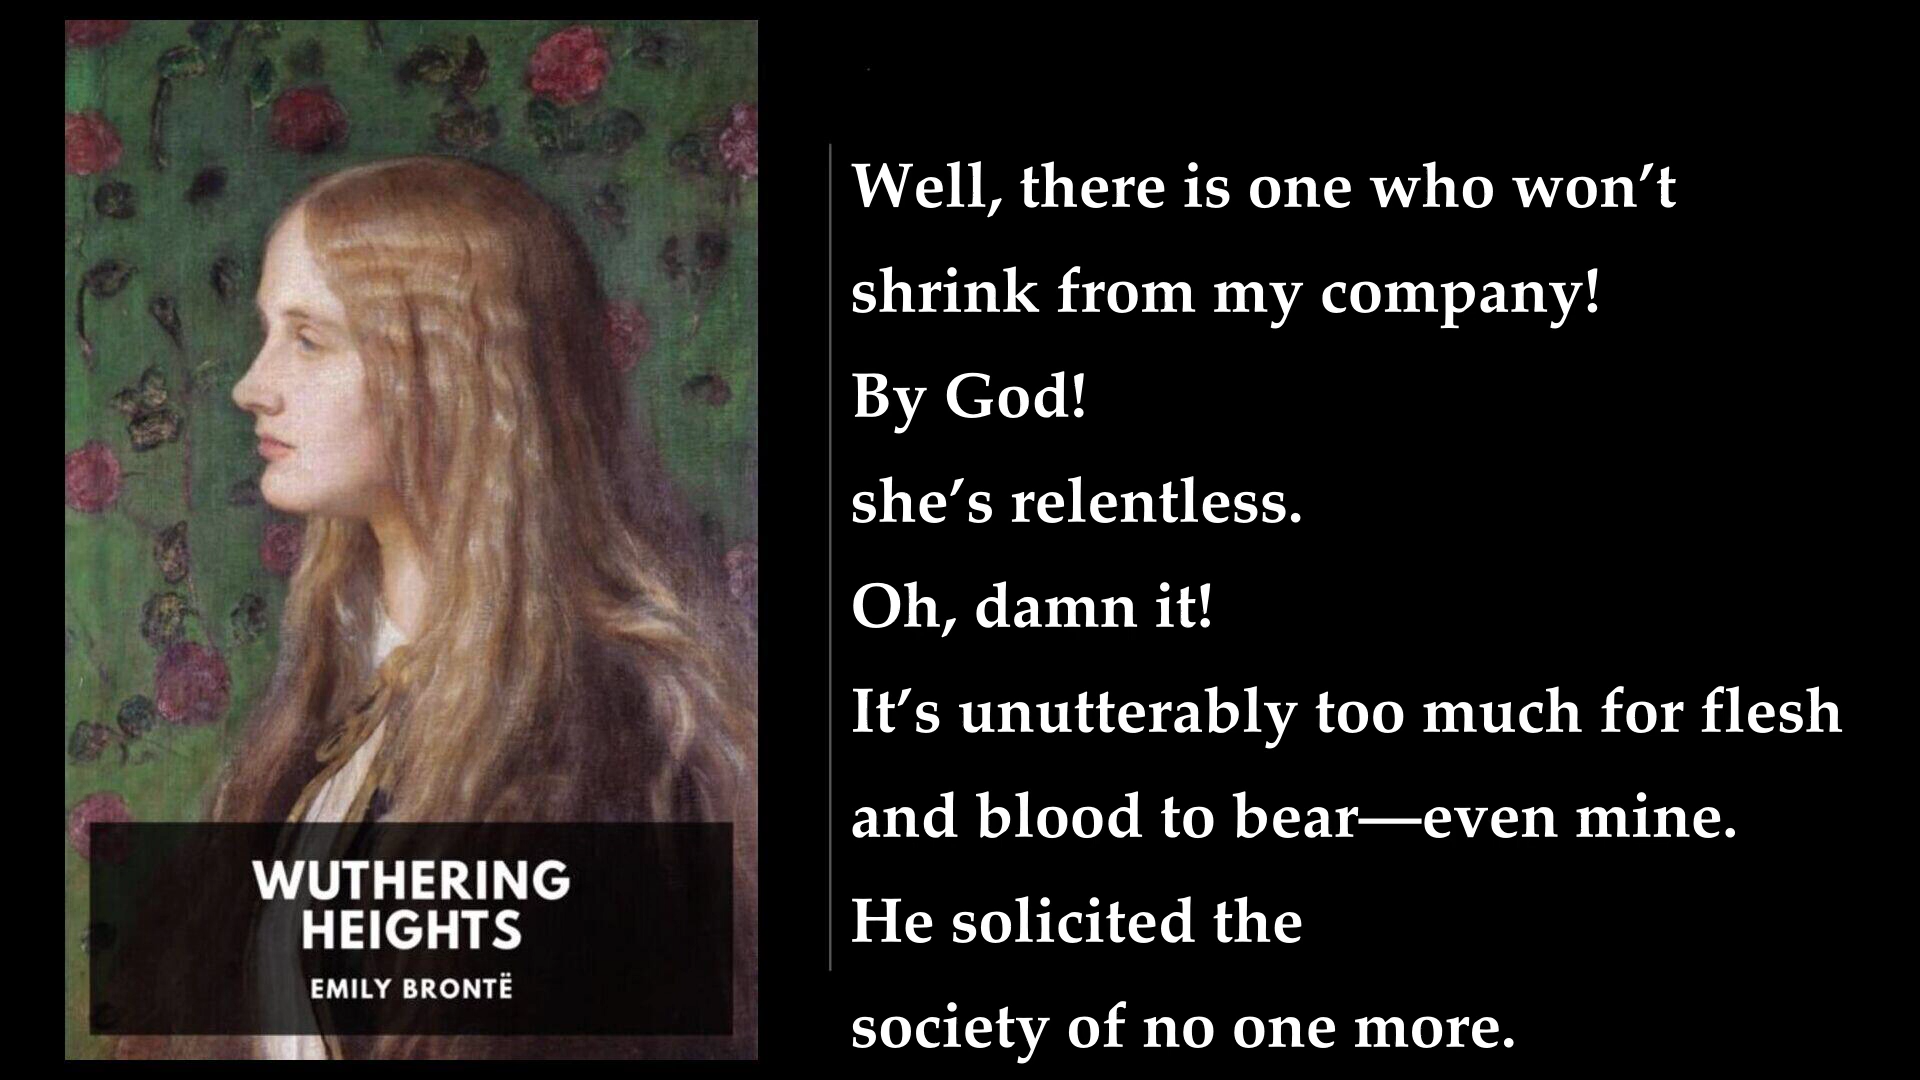 WUTHERING
HEIGHTS
EMILY BRONTË
Well, there is one who won’t
shrink from my company!
By God!
she’s relentless.
Oh, damn it!
It’s unutterably too much for flesh
and blood to bear—even mine.
He solicited the
society of no one more.